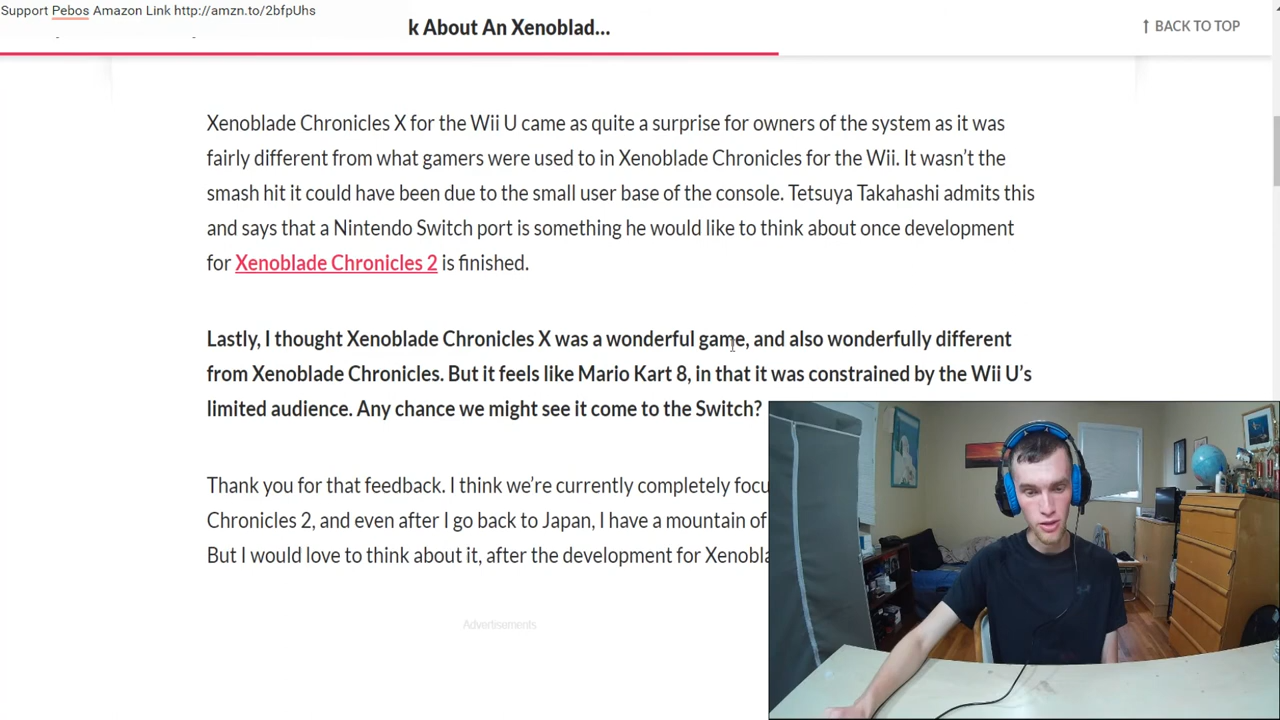 Support Pebos Amazon Link http://amzn.to/2bfpUhs
k About An Xenoblad...
↑ BACK TO TOP
Xenoblade Chronicles X for the Wii U came as quite a surprise for owners of the system as it was
fairly different from what gamers were used to in Xenoblade Chronicles for the Wii. It wasn't the
smash hit it could have been due to the small user base of the console. Tetsuya Takahashi admits this
and says that a Nintendo Switch port is something he would like to think about once development
for Xenoblade Chronicles 2 is finished.
Lastly, I thought Xenoblade Chronicles X was a wonderful game, and also wonderfully different
from Xenoblade Chronicles. But it feels like Mario Kart 8, in that it was constrained by the Wii U's
limited audience. Any chance we might see it come to the Switch?
Thank you for that feedback. I think we're currently completely focu
Chronicles 2, and even after I go back to Japan, I have a mountain of
But I would love to think about it, after the development for Xenobla
Advertisements